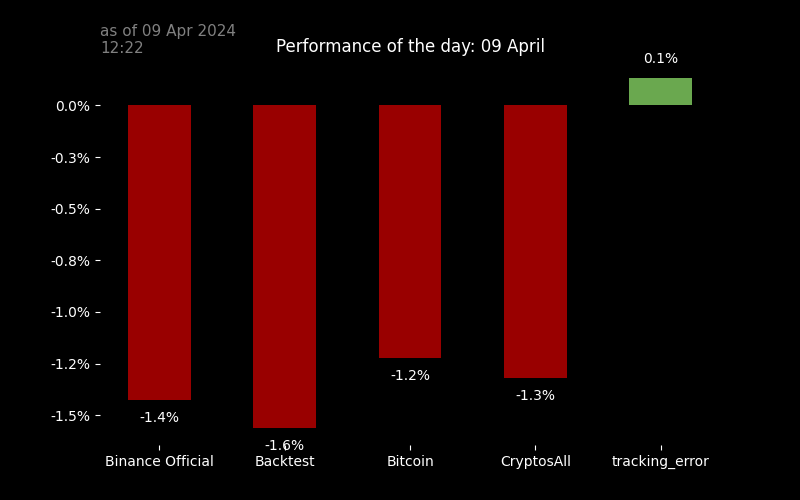 as of 09 Apr 2024
12:22
Performance of the day: 09 April
0.1%
0.0%
-0.3%
-0.5%
-0.8%
-1.0%
-1.2%
-1.5%
-1.4%
-1.6%
-1.2%
-1.3%
Binance Official
Backtest
Bitcoin
CryptosAll
tracking_error